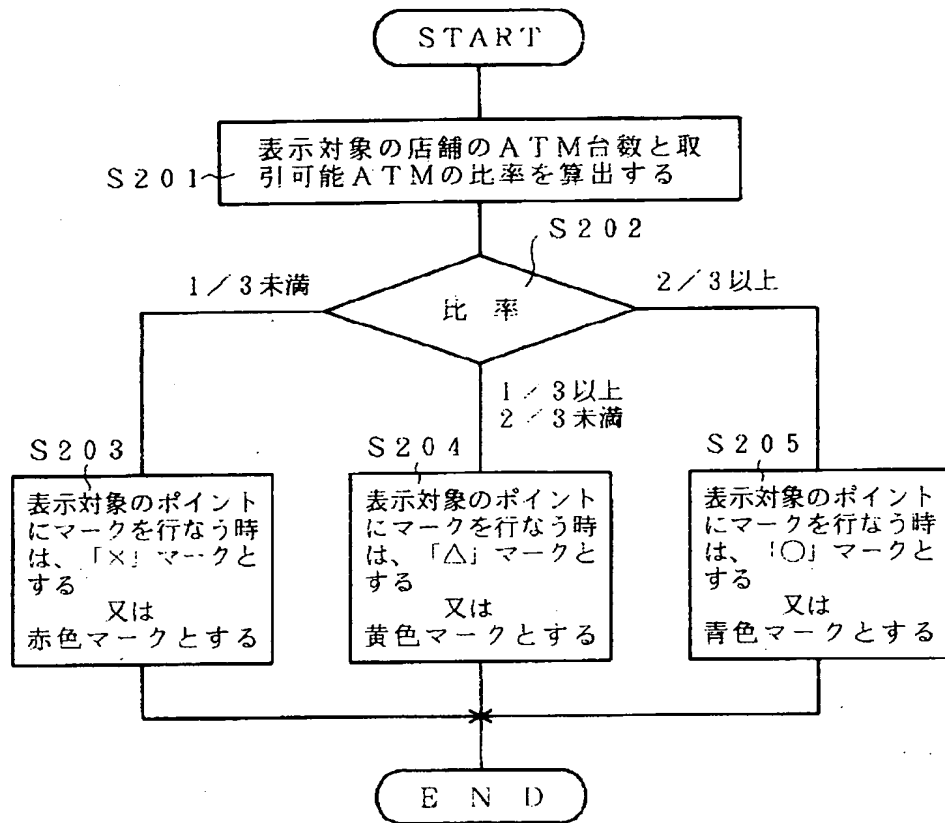 START
S201
表示対象の店舗のATM台数と取
引可能ATMの比率を算出する
S202
比率
1/3未満
2/3以上
1/3以上
2/3未満
S203
表示対象のポイント
にマークを行なう時
は、「×」マークと
する
又は
赤色マークとする
S204
表示対象のポイント
にマークを行なう時
は、「△」マークと
する
又は
黄色マークとする
S205
表示対象のポイント
にマークを行なう時
は、「○」マークと
する
又は
青色マークとする
END